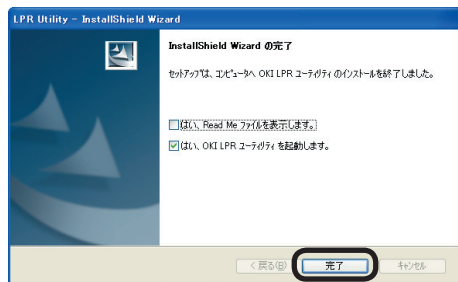 LPR Utility - InstallShield Wizard
InstallShield Wizard の完了
セットアップは、コンピュータへ OKI LPR ユーティリティ のインストールを終了しました。
はい、Read Me ファイルを表示します。
はい、OKI LPR ユーティリティ を起動します。
< 戻る(B)
完了
キャンセル